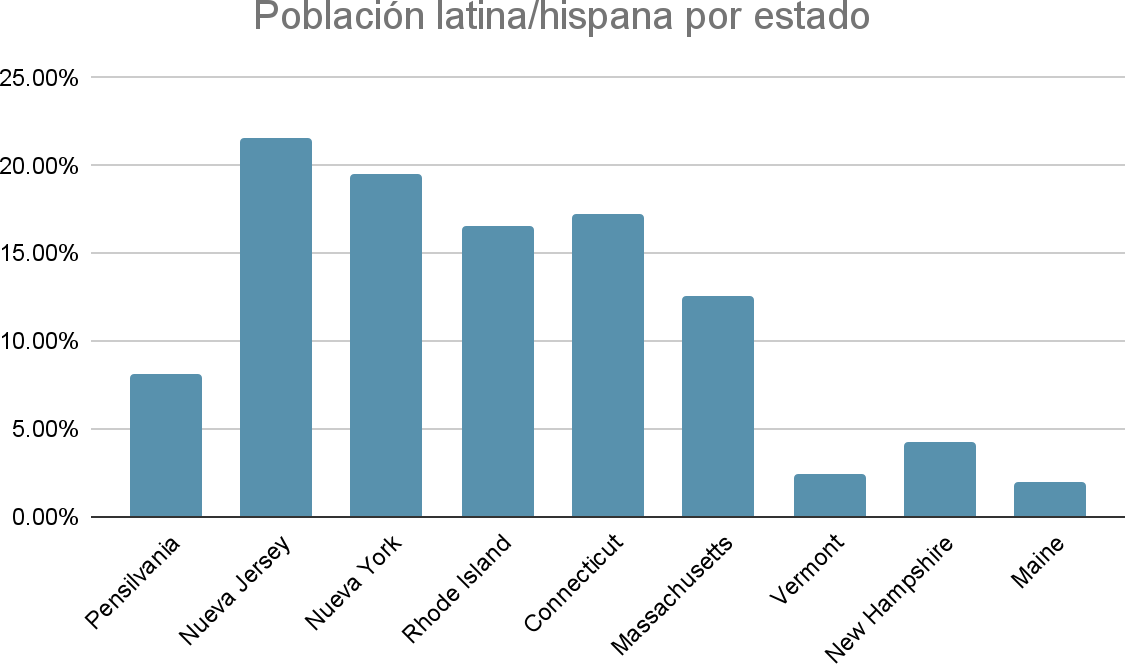 Población latina/hispana por estado
25.00%
20.00%
15.00%
10.00%
5.00%
0.00%
Pensilvania
Nueva Jersey
Nueva York
Rhode Island
Connecticut
Massachusetts
Vermont
New Hampshire
Maine